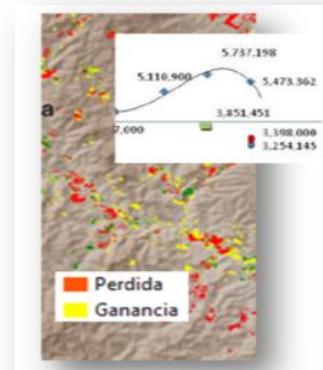 5.737.198
5.110.900
5,473.362
a
7,000
3,851,451
3,398.000
3,254,145
Perdida
Ganancia